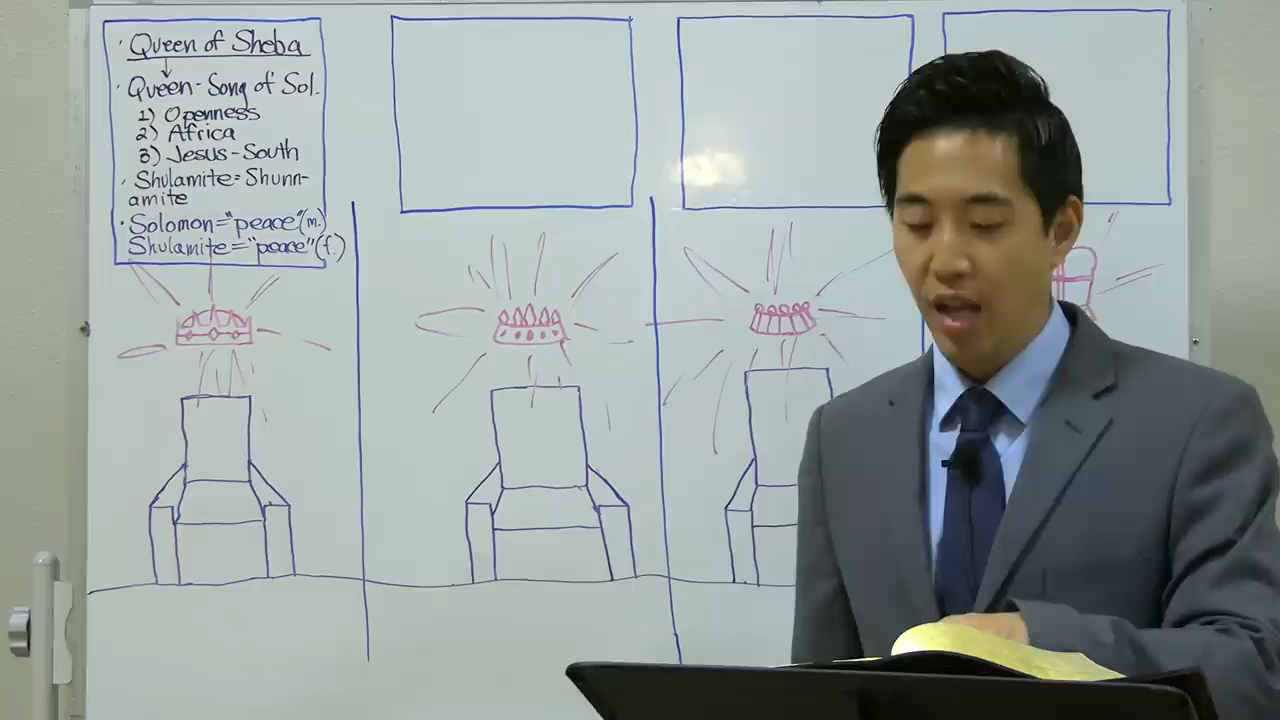 · Queen of Sheba
· Queen-Song of Sol.
1) Openness
2) Africa
3) Jesus-South
· Shulamite=Shunn-
amite
· Solomon="peace"(m.)
Shulamite="peace"(f.)